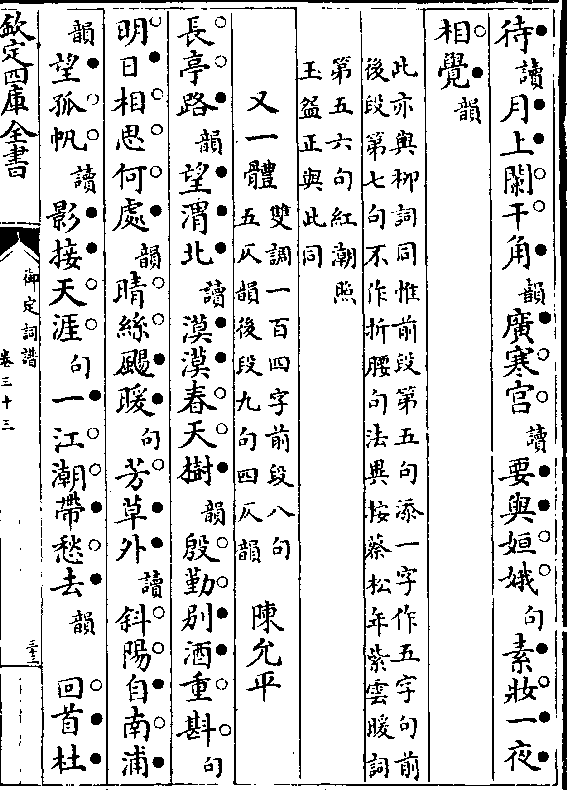 待讀月上闌干角韻廣寒宮讀要與姮娥句素妝一夜
相覺韻
此亦與柳詞同惟前段第五句添一字作五字句前
後段第七句不作折腰句法異按蔡松年紫雲暖詞
第五六句紅潮照
玉盌正與此同
又一體雙調一百四字前段八句
五仄韻後段九句四仄韻
陳允平
長亭路韻望渭北讀漠漠春天樹韻殷勤別酒重斟句
明日相思何處韻晴絲颺暖句芳草外讀斜陽自南浦
韻望孤帆讀影接天涯句一江潮帶愁去韻 回首杜
欽定四庫全書
御定詞譜
卷三十三
三十二